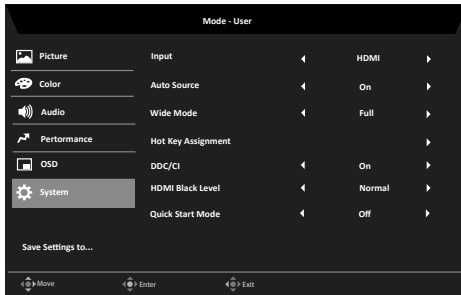 Mode - User
Picture
Input HDMI
Color
Auto Source On
Audio
Wide Mode Full
Pertormance
Hot Key Assignment
OSD
DDC/CI On
System
HDMI Black Level Normal
Quick Start Mode Off
Save Settings to...
Move Enter Exit